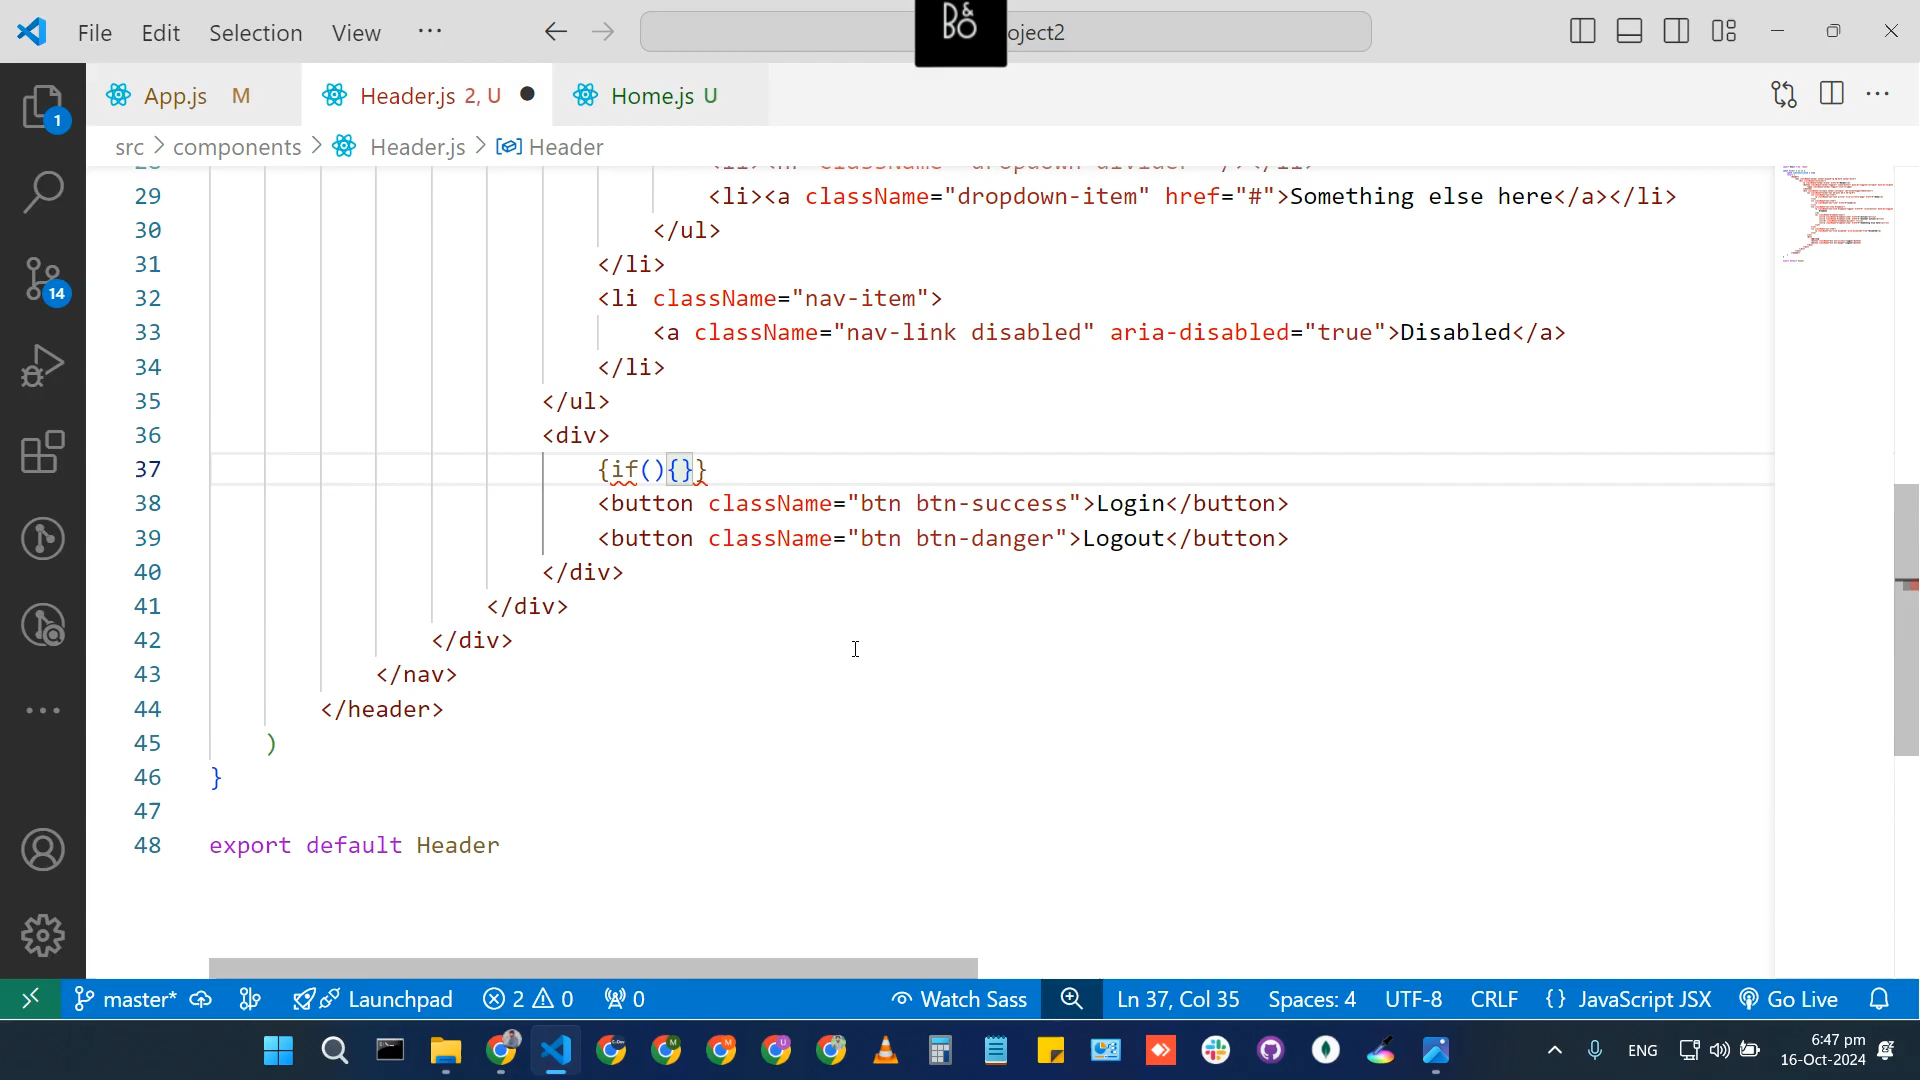 File Edit Selection View ···
B&O
oject2
App.js M Header.js 2, U Home.js U
src > components > Header.js > Header
29 <li><a className="dropdown-item" href="#">Something else here</a></li>
30 </ul>
31 </li>
32 <li className="nav-item">
33 <a className="nav-link disabled" aria-disabled="true">Disabled</a>
34 </li>
35 </ul>
36 <div>
37 {if(){}}
38 <button className="btn btn-success">Login</button>
39 <button className="btn btn-danger">Logout</button>
40 </div>
41 </div>
42 </div>
43 </nav>
44 </header>
45 )
46 }
47
48 export default Header
1
14
master* Launchpad 2 0 0 Watch Sass Ln 37, Col 35 Spaces: 4 UTF-8 CRLF {} JavaScript JSX Go Live
ENG 6:47 pm
16-Oct-2024